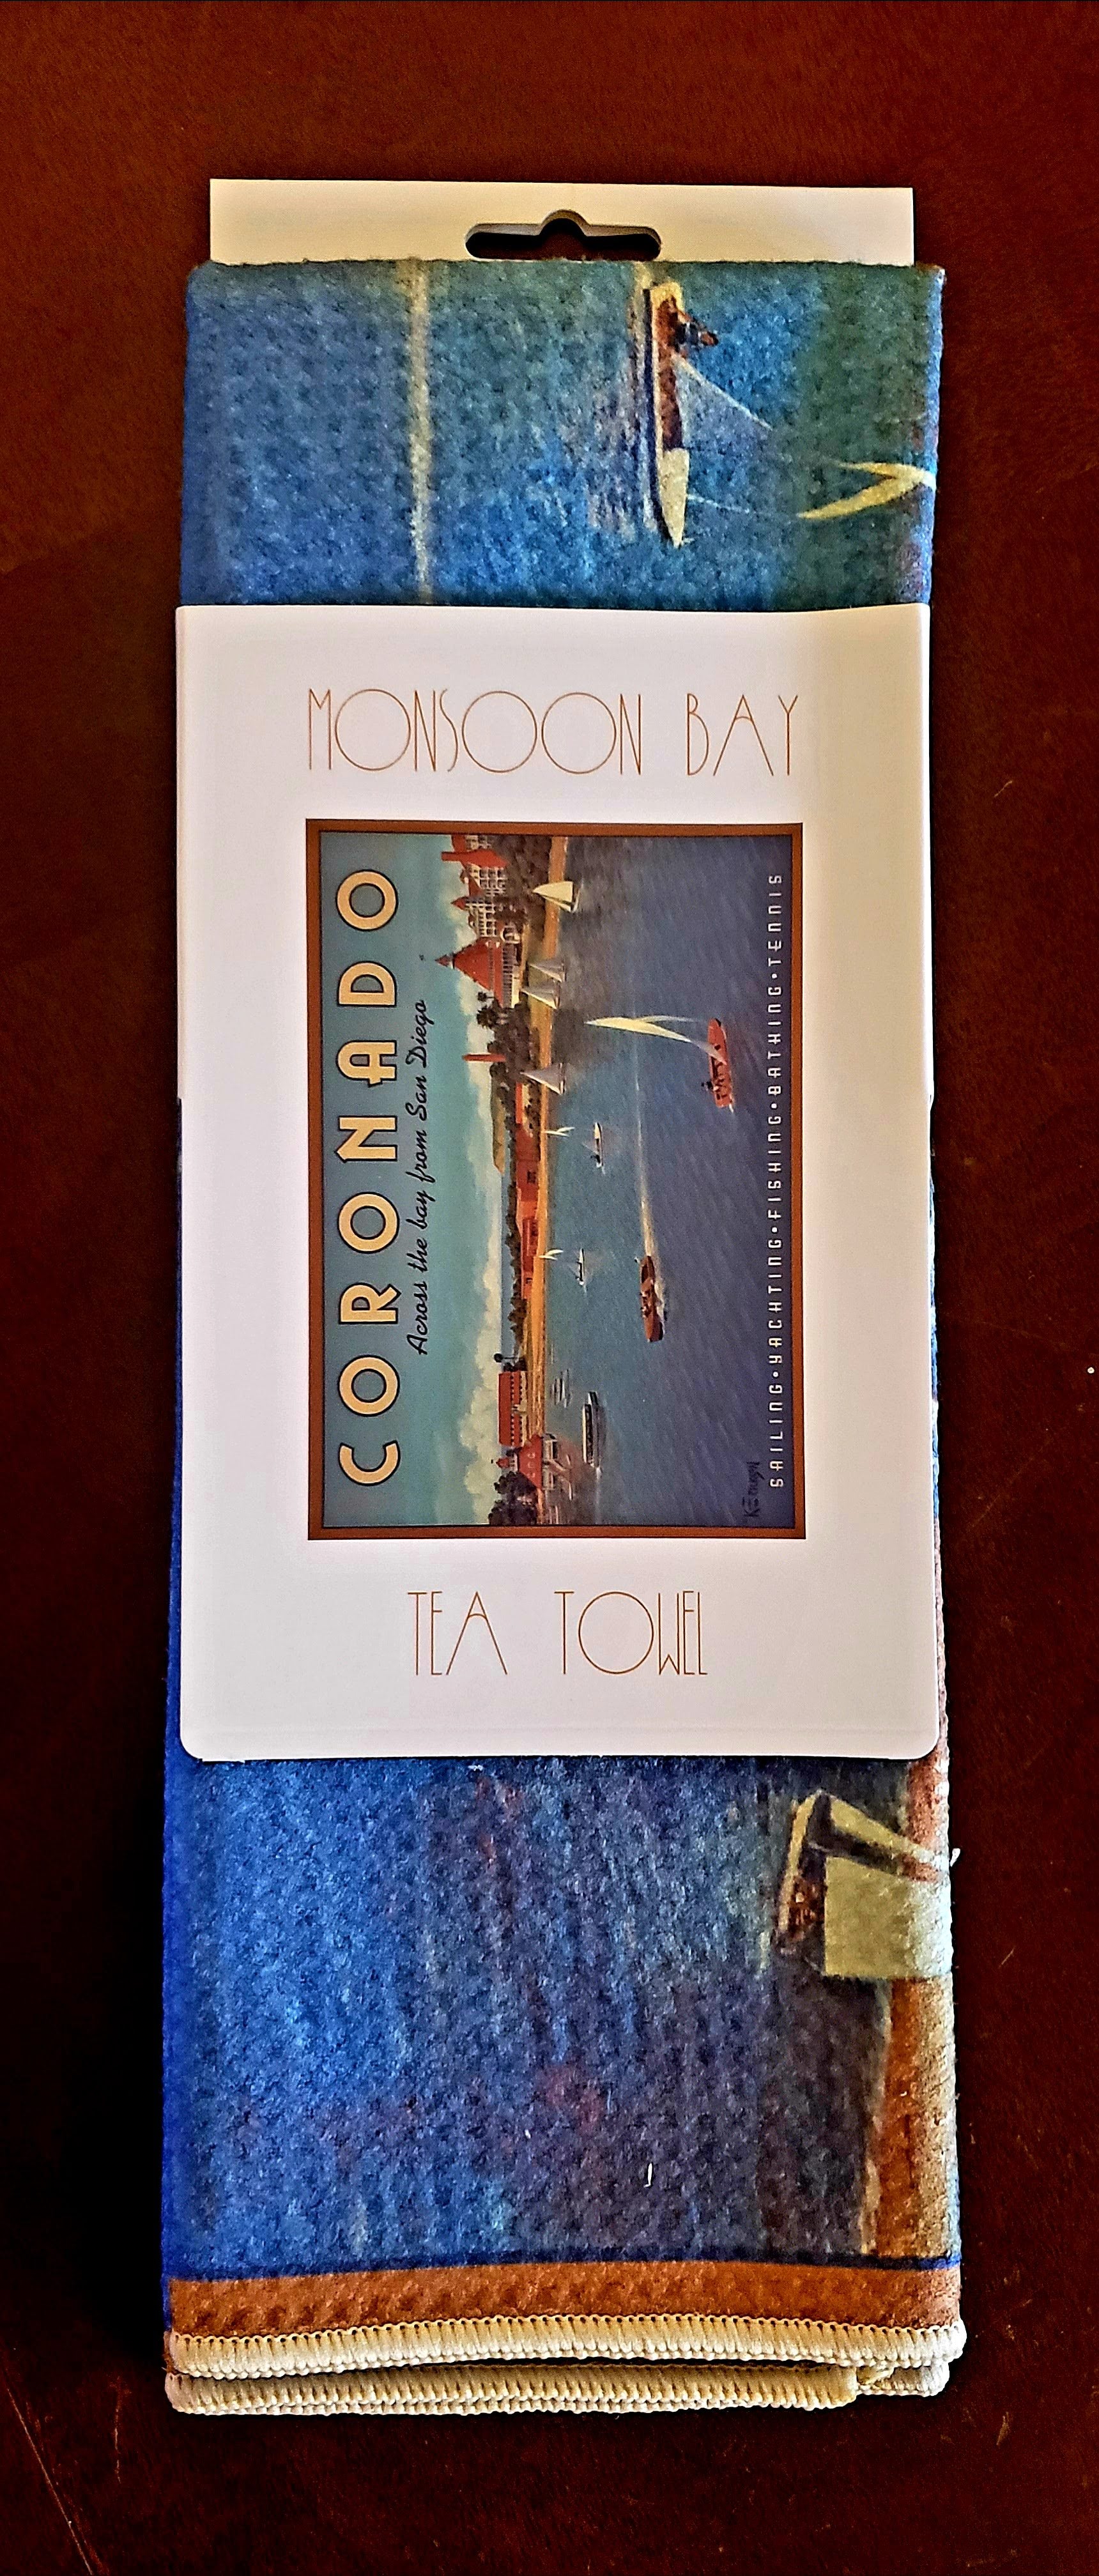 MONSOON BAY
CORONADO
Across the bay from San Diego
SAILING•YACHTING•FISHING•BATHING•TENNIS
TEA TOWEL